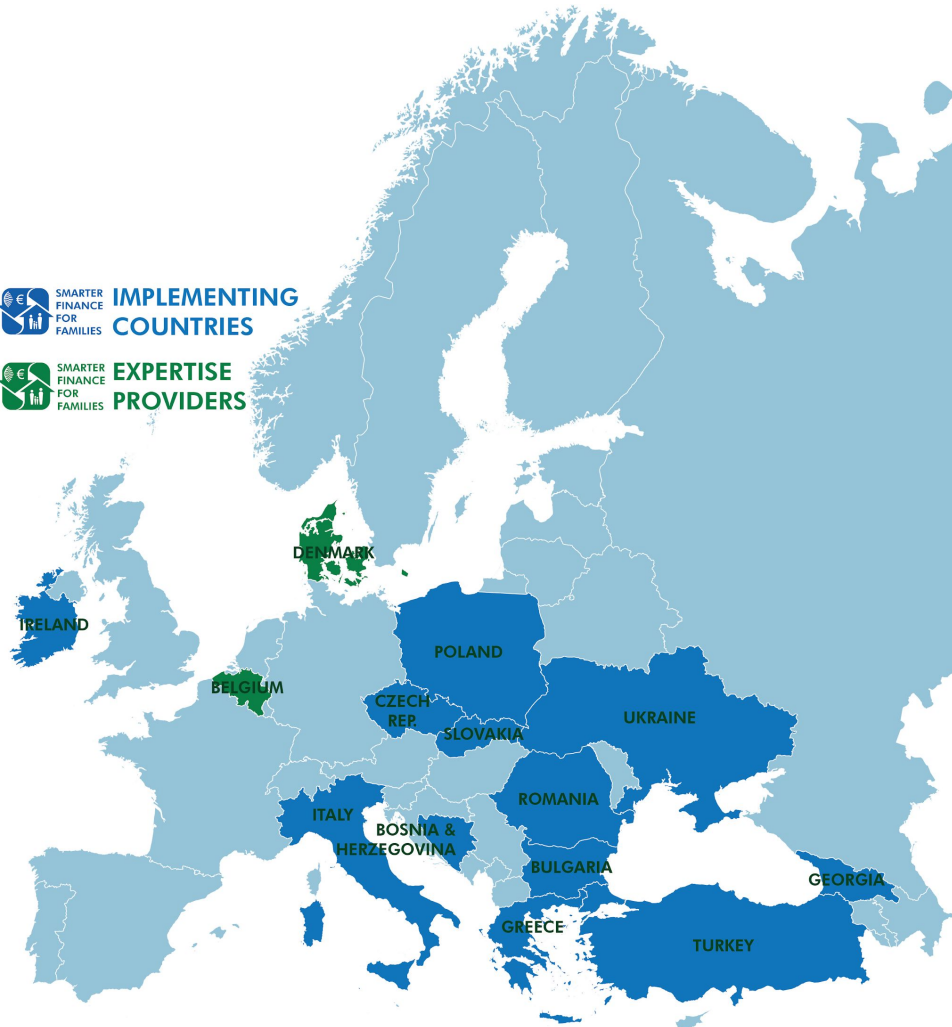 SMARTER
FINANCE
FOR
FAMILIES
IMPLEMENTING
COUNTRIES
€
SMARTER
FINANCE
FOR
FAMILIES
EXPERTISE
PROVIDERS
€
DENMARK
IRELAND
POLAND
BELGIUM
CZECH
REP.
UKRAINE
SLOVAKIA
ROMANIA
ITALY
BOSNIA &
HERZEGOVINA
BULGARIA
GEORGIA
GREECE
TURKEY